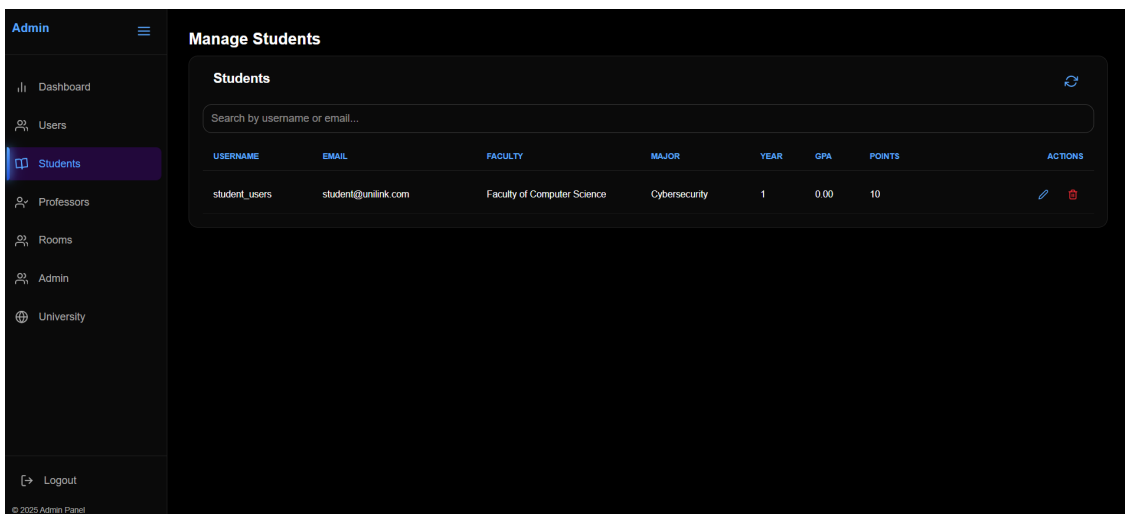 Admin
Dashboard
Users
Students
Professors
Rooms
Admin
University
Logout
© 2025 Admin Panel
Manage Students
Students
Search by username or email...
USERNAME EMAIL FACULTY MAJOR YEAR GPA POINTS ACTIONS
student_users student@unilink.com Faculty of Computer Science Cybersecurity 1 0.00 10